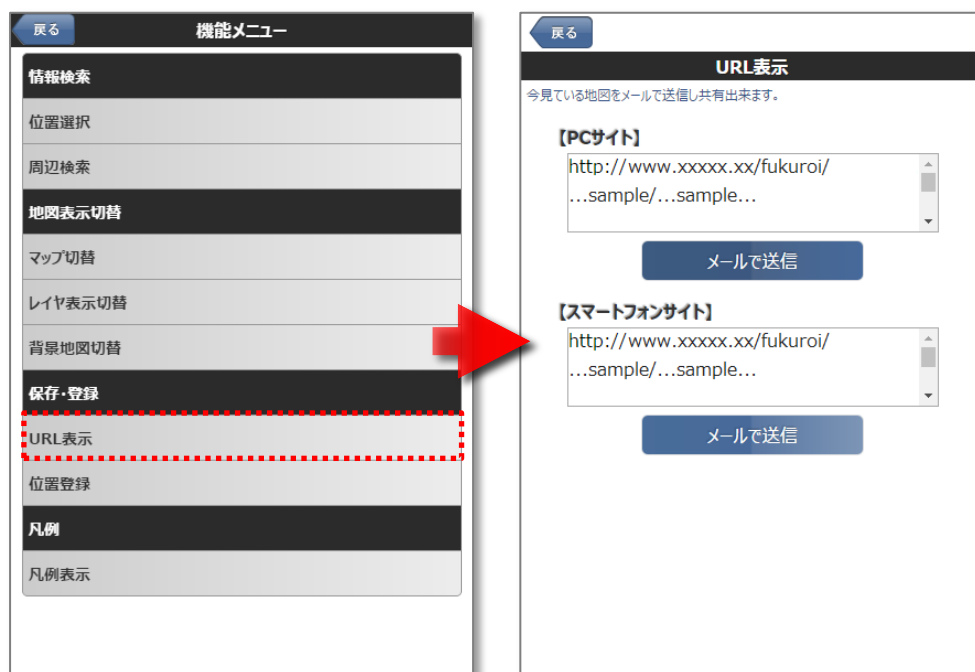 戻る
機能メニュー
情報検索
位置選択
周辺検索
地図表示切替
マップ切替
レイヤ表示切替
背景地図切替
保存・登録
URL表示
位置登録
凡例
凡例表示
戻る
URL表示
今見ている地図をメールで送信し共有出来ます。
【PCサイト】
http://www.xxxxx.xx/fukuroi/
...sample/...sample...
メールで送信
【スマートフォンサイト】
http://www.xxxxx.xx/fukuroi/
...sample/...sample...
メールで送信